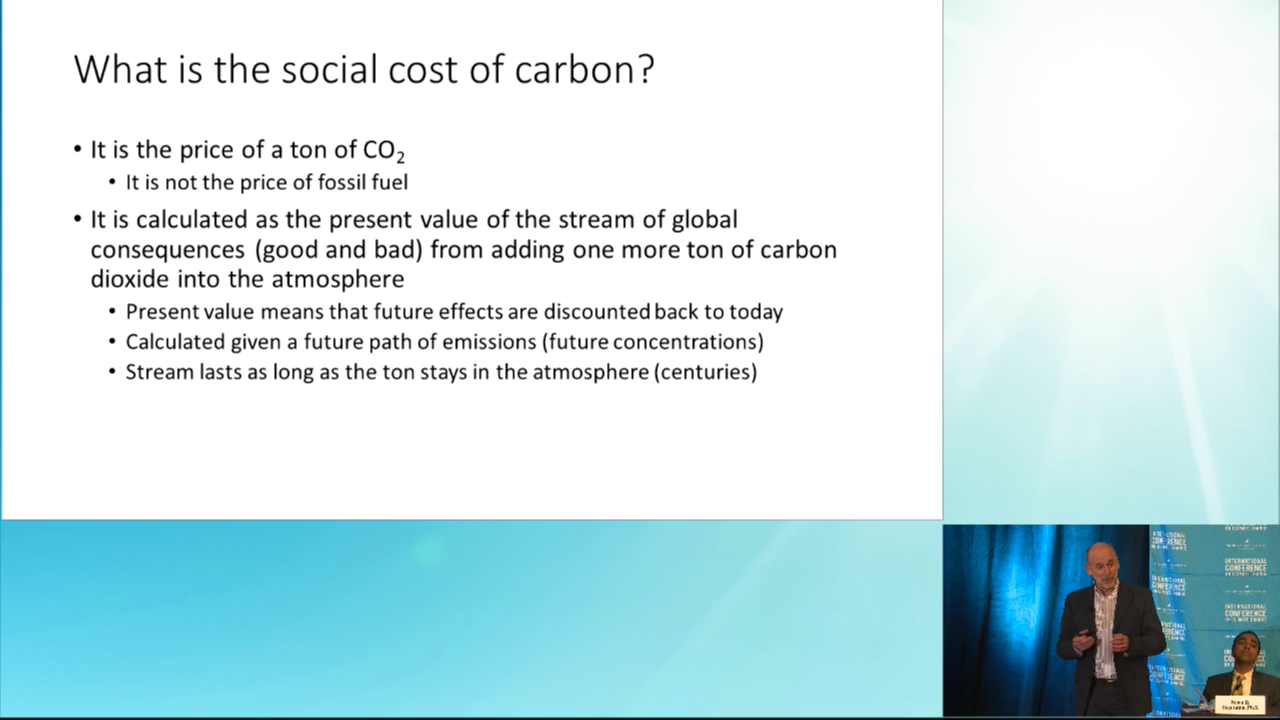 What is the social cost of carbon?
• It is the price of a ton of CO₂
• It is not the price of fossil fuel
• It is calculated as the present value of the stream of global
consequences (good and bad) from adding one more ton of carbon
dioxide into the atmosphere
• Present value means that future effects are discounted back to today
• Calculated given a future path of emissions (future concentrations)
• Stream lasts as long as the ton stays in the atmosphere (centuries)
INTERNATIONAL
CONFERENCE
INTERNATIONAL
CONFERENCE